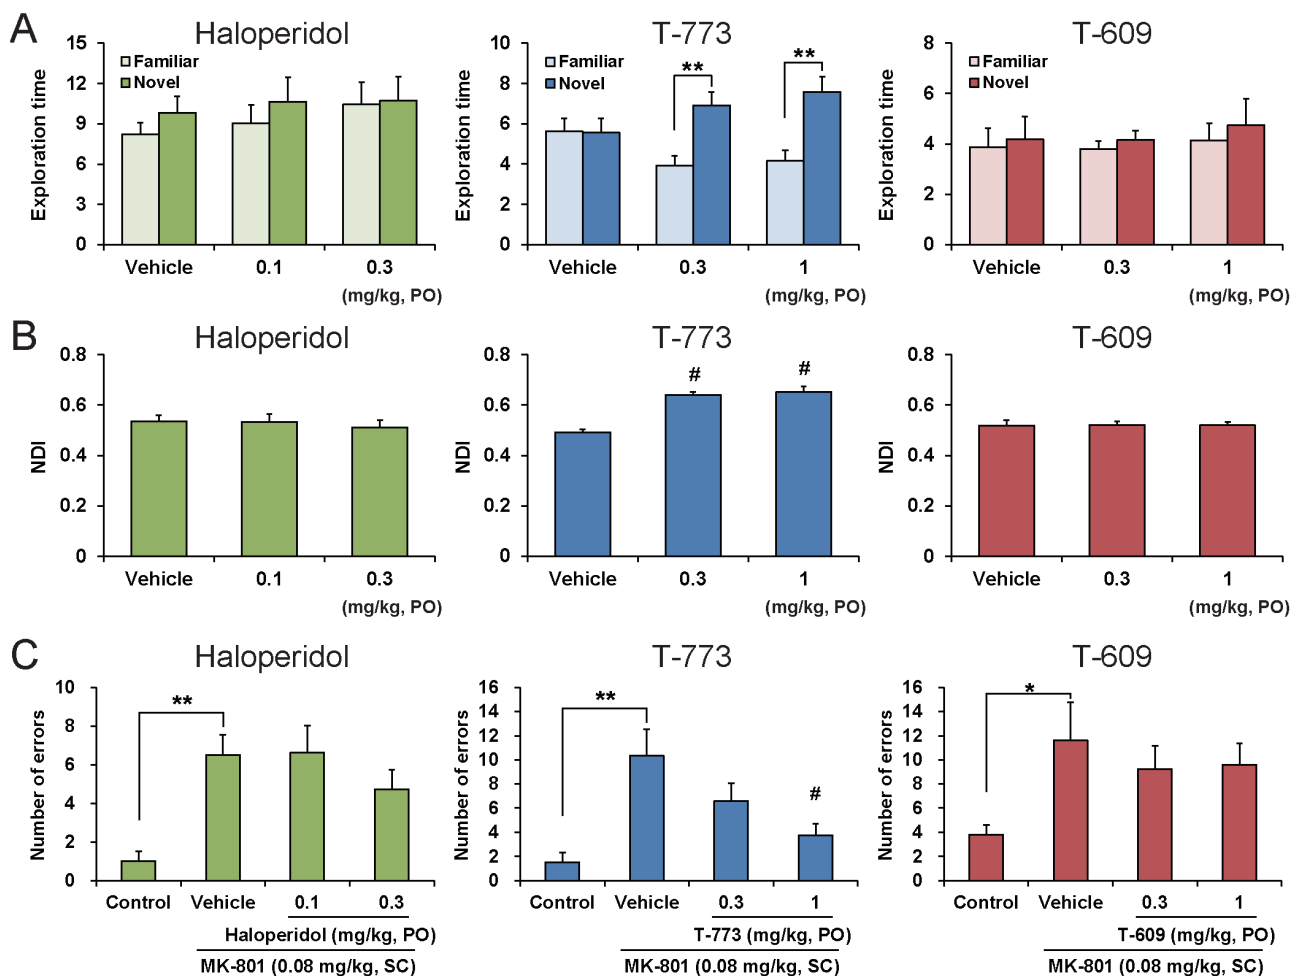 A
Haloperidol
T-773
T-609
15
12
9
6
3
0
Exploration time
Familiar
Novel
Vehicle
0.1
0.3
(mg/kg, PO)
10
8
6
4
2
0
Exploration time
Familiar
Novel
**
**
Vehicle
0.3
1
(mg/kg, PO)
8
6
4
2
0
Exploration time
Familiar
Novel
Vehicle
0.3
1
(mg/kg, PO)
B
Haloperidol
T-773
T-609
0.8
0.6
0.4
0.2
0
NDI
Vehicle
0.1
0.3
(mg/kg, PO)
0.8
0.6
0.4
0.2
0
NDI
#
#
Vehicle
0.3
1
(mg/kg, PO)
0.8
0.6
0.4
0.2
0
NDI
Vehicle
0.3
1
(mg/kg, PO)
C
Haloperidol
T-773
T-609
10
8
6
4
2
0
Number of errors
**
Control
Vehicle
0.1
0.3
Haloperidol (mg/kg, PO)
MK-801 (0.08 mg/kg, SC)
16
14
12
10
8
6
4
2
0
Number of errors
**
#
Control
Vehicle
0.3
1
T-773 (mg/kg, PO)
MK-801 (0.08 mg/kg, SC)
16
14
12
10
8
6
4
2
0
Number of errors
*
Control
Vehicle
0.3
1
T-609 (mg/kg, PO)
MK-801 (0.08 mg/kg, SC)